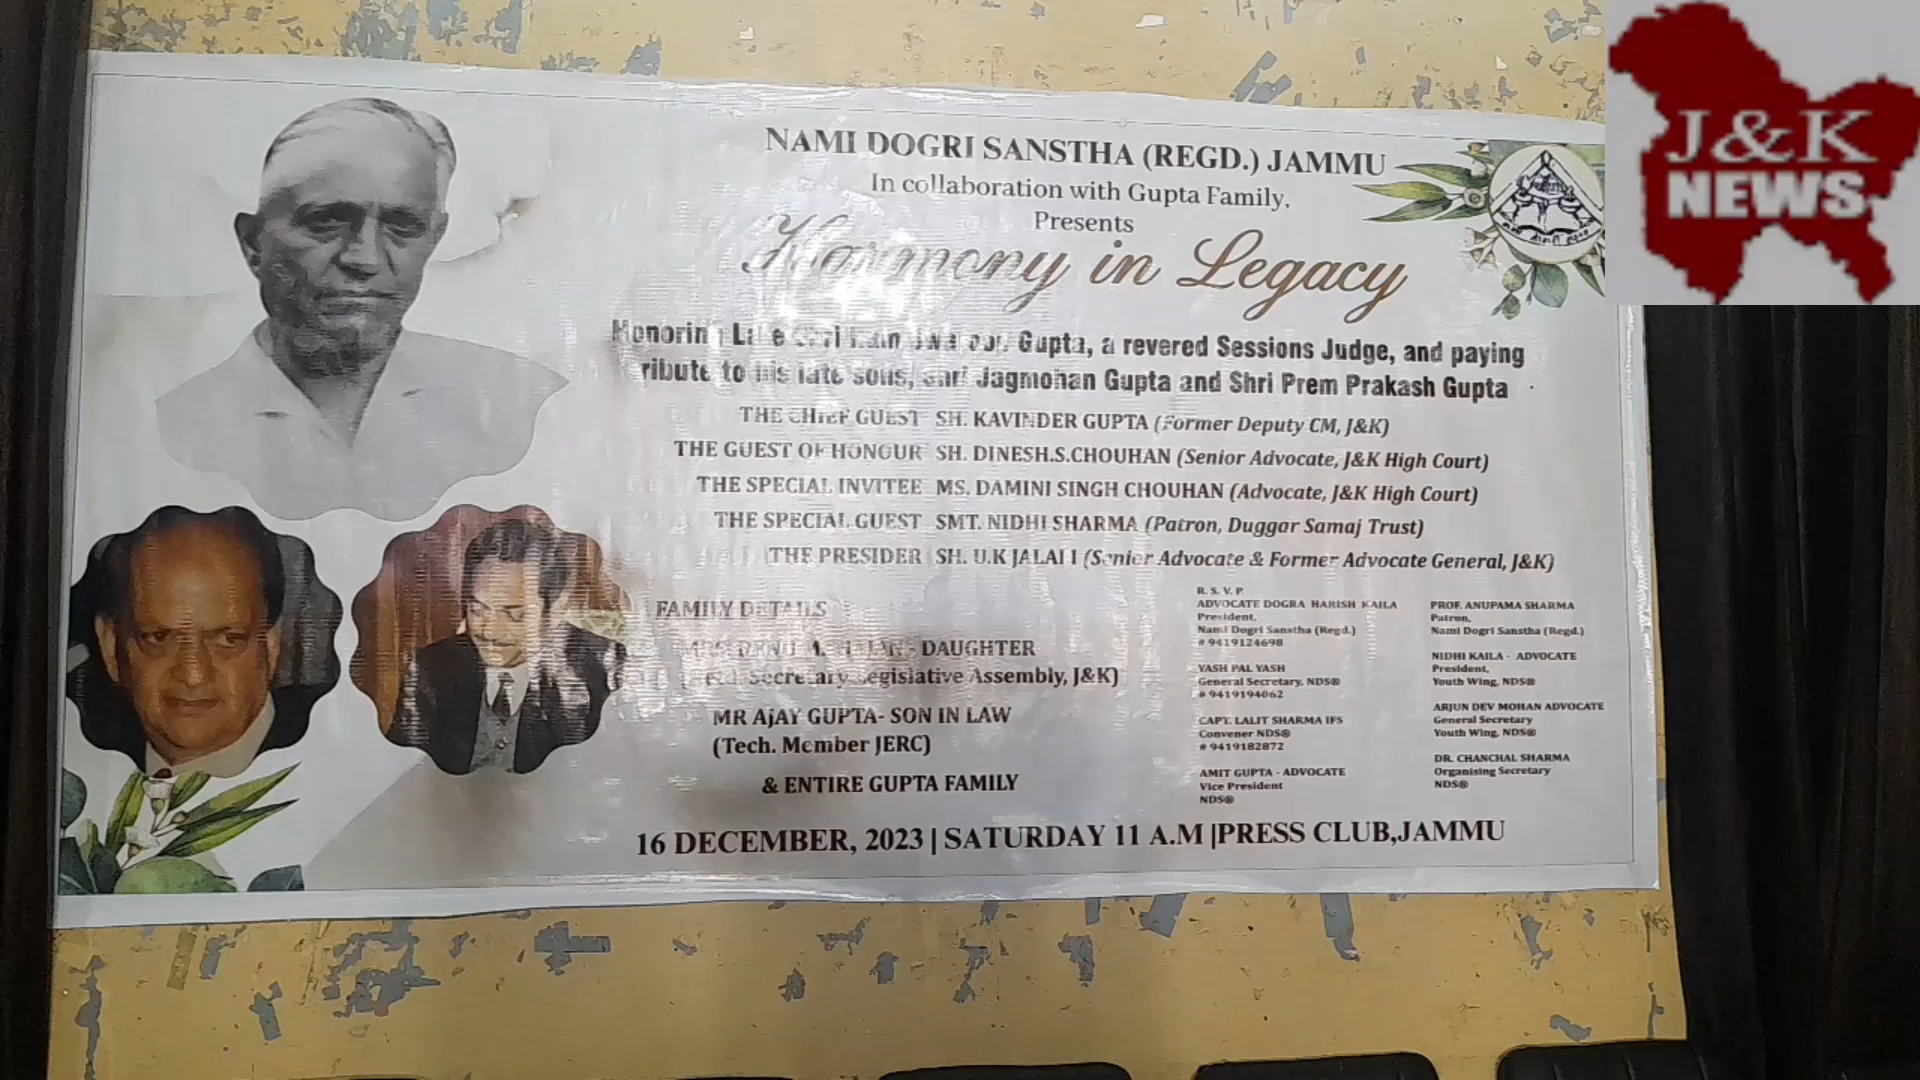 J&K
NEWS
NAMI DOGRI SANSTHA (REGD.) JAMMU
In collaboration with Gupta Family,
Presents
Harmony in Legacy
Gupta, a revered Sessions Judge, and paying
to his late sons, Shri Jagmohan Gupta and Shri Prem Prakash Gupta
THE CHIEF GUEST SH. KAVINDER GUPTA (Former Deputy CM, J&K)
THE GUEST OF HONOUR SH. DINESH.S.CHOUHAN (Senior Advocate, J&K High Court)
THE SPECIAL INVITEE MS. DAMINI SINGH CHOUHAN (Advocate, J&K High Court)
THE SPECIAL GUEST SMT. NIDHI SHARMA (Patron, Duggar Samaj Trust)
THE PRESIDER SH. U.K JALALI (Senior Advocate & Former Advocate General, J&K)
FAMILY DETAILS
DAUGHTER
Secretary Legislative Assembly, J&K)
MR AJAY GUPTA- SON IN LAW
(Tech. Member JERC)
& ENTIRE GUPTA FAMILY
R. S. V. P.
ADVOCATE DOGRA HARISH KAILA
President,
Nami Dogri Sanstha (Regd.)
# 9419124698
YASH PAL YASH
General Secretary, NDS®
# 9419194062
CAPT. LALIT SHARMA IFS
Convener NDS®
# 9419182872
AMIT GUPTA - ADVOCATE
Vice President
NDS®
PROF. ANUPAMA SHARMA
Patron,
Nami Dogri Sanstha (Regd.)
NIDHI KAILA - ADVOCATE
President,
Youth Wing, NDS®
ARJUN DEV MOHAN ADVOCATE
General Secretary
Youth Wing, NDS®
DR. CHANCHAL SHARMA
Organising Secretary
NDS®
16 DECEMBER, 2023 | SATURDAY 11 A.M |PRESS CLUB,JAMMU